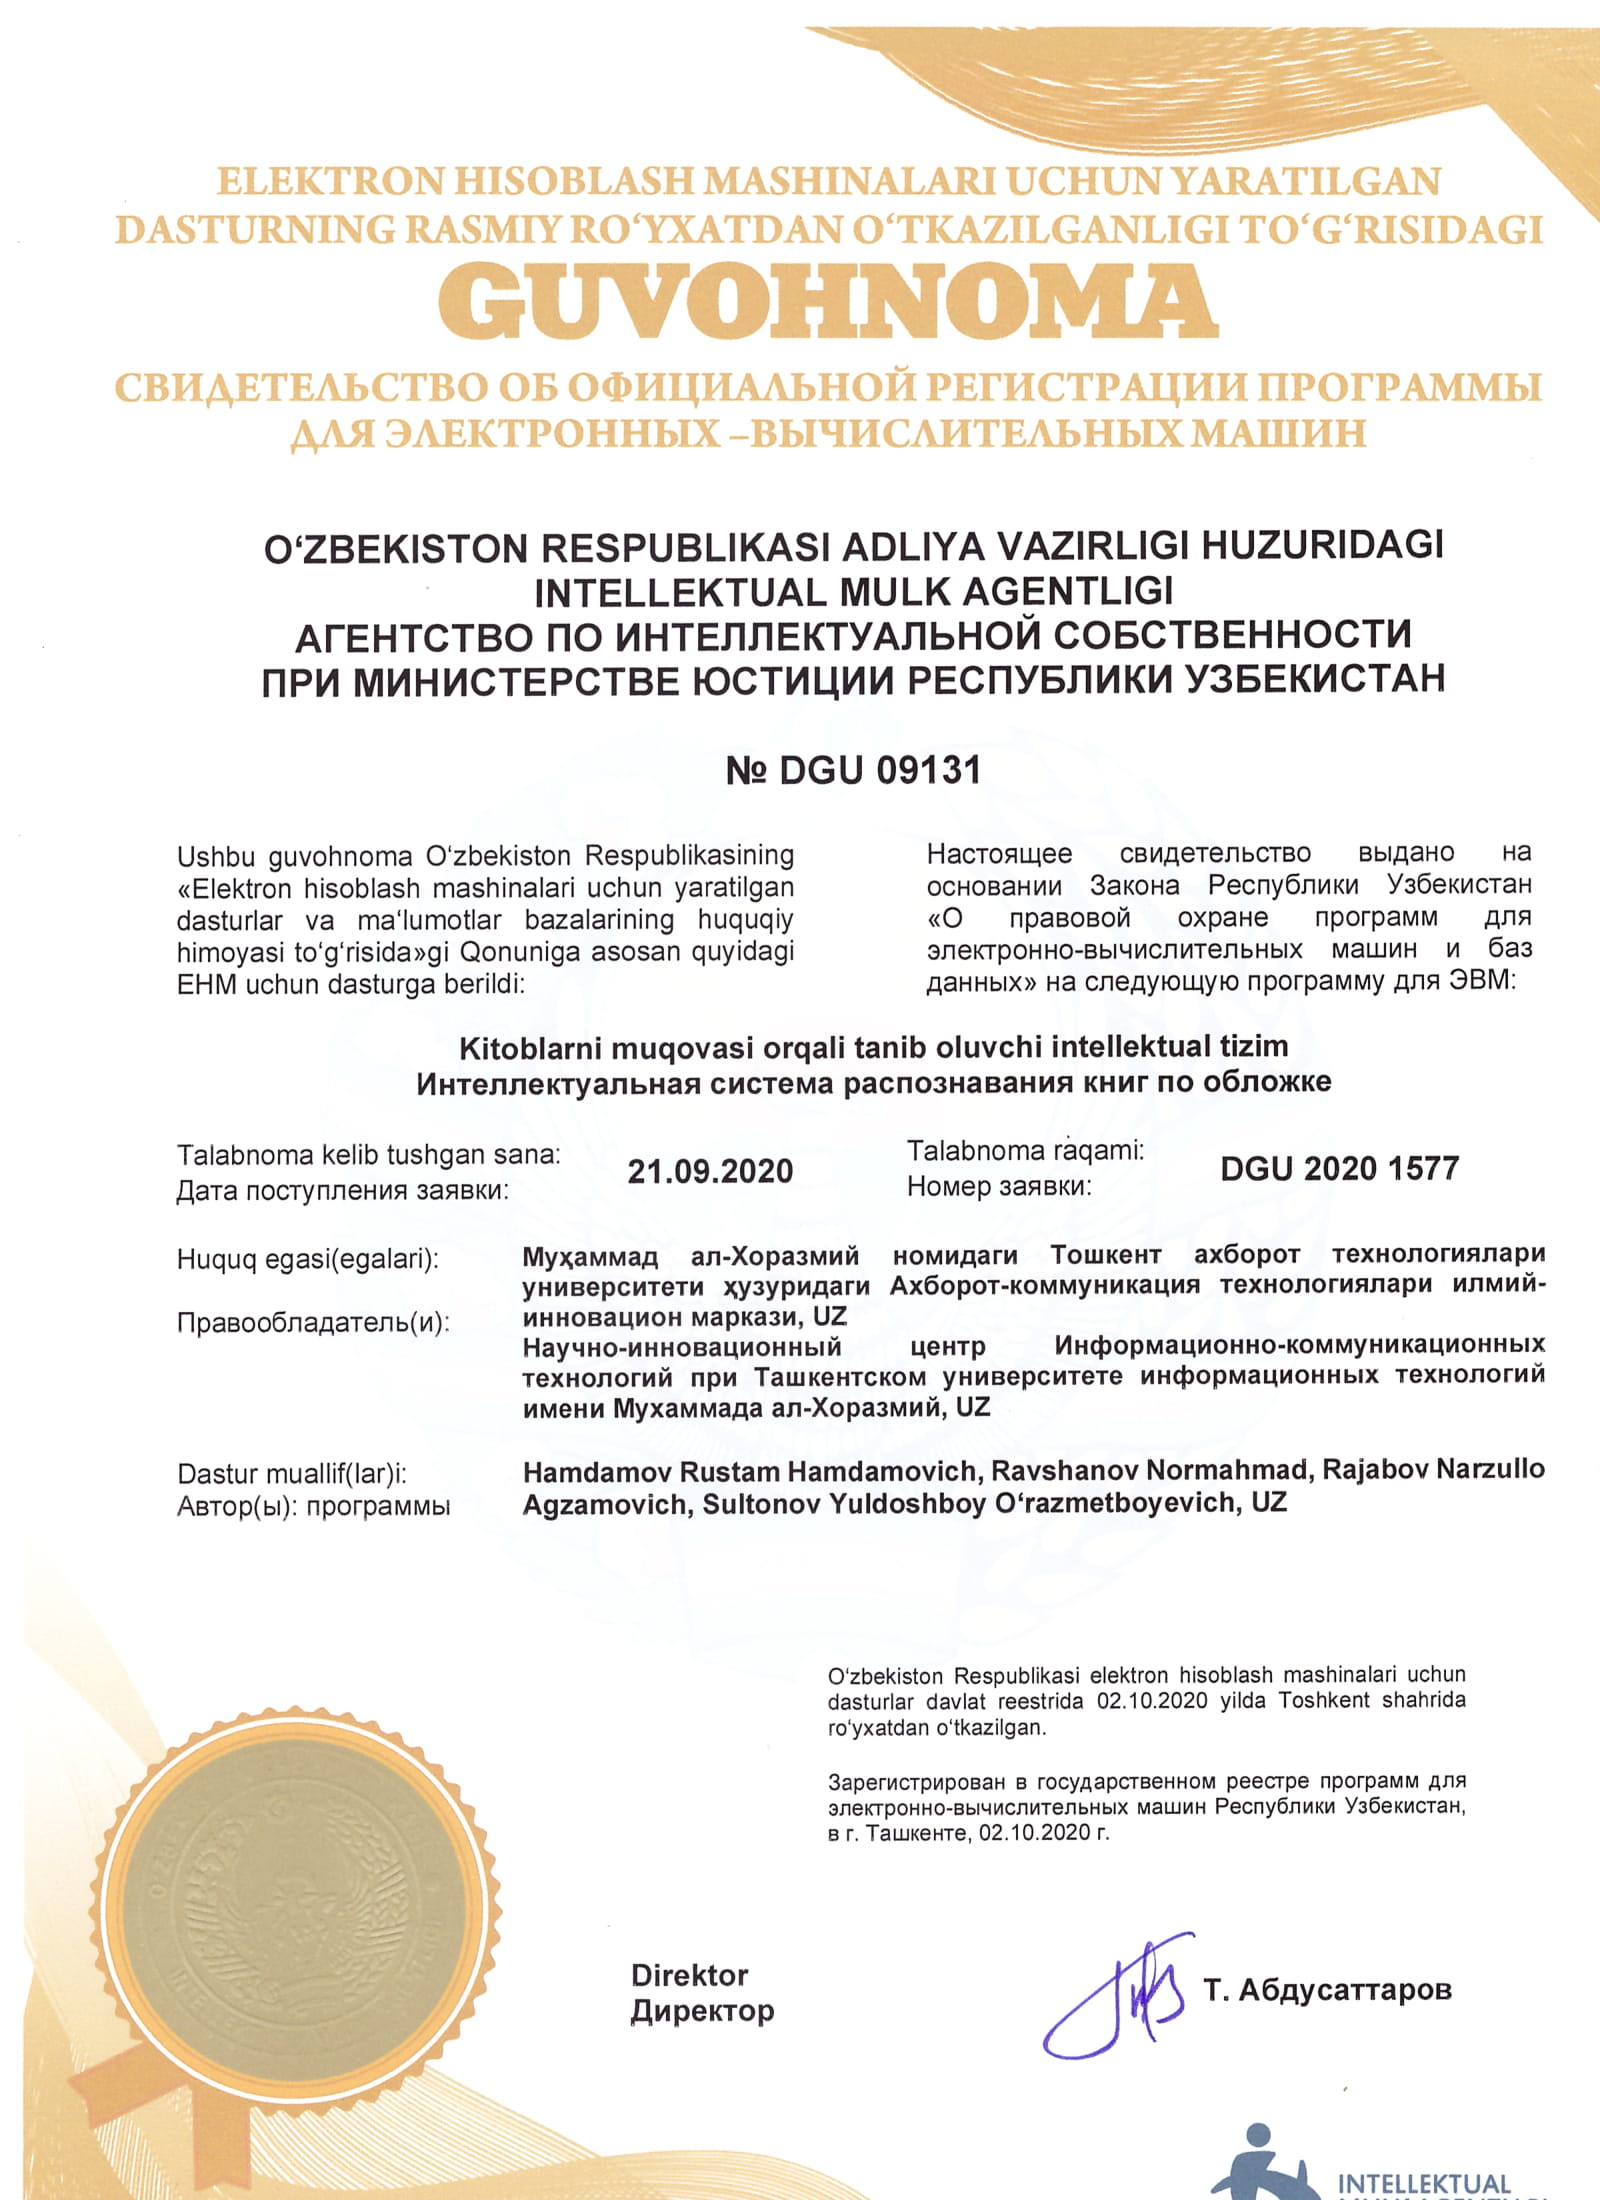 ELEKTRON HISOBLASH MASHINALARI UCHUN YARATILGAN
DASTURNING RASMIY RO‘YXATDAN O‘TKAZILGANLIGI TO‘G‘RISIDAGI
GUVOHNOMA
СВИДЕТЕЛЬСТВО ОБ ОФИЦИАЛЬНОЙ РЕГИСТРАЦИИ ПРОГРАММЫ
ДЛЯ ЭЛЕКТРОННЫХ –ВЫЧИСЛИТЕЛЬНЫХ МАШИН
O‘ZBEKISTON RESPUBLIKASI ADLIYA VAZIRLIGI HUZURIDAGI
INTELLEKTUAL MULK AGENTLIGI
АГЕНТСТВО ПО ИНТЕЛЛЕКТУАЛЬНОЙ СОБСТВЕННОСТИ
ПРИ МИНИСТЕРСТВЕ ЮСТИЦИИ РЕСПУБЛИКИ УЗБЕКИСТАН
№ DGU 09131
Ushbu guvohnoma O‘zbekiston Respublikasining
«Elektron hisoblash mashinalari uchun yaratilgan
dasturlar va ma‘lumotlar bazalarining huquqiy
himoyasi to‘g‘risida»gi Qonuniga asosan quyidagi
EHM uchun dasturga berildi:
Настоящее свидетельство выдано на
основании Закона Республики Узбекистан
«О правовой охране программ для
электронно-вычислительных машин и баз
данных» на следующую программу для ЭВМ:
Kitoblarni muqovasi orqali tanib oluvchi intellektual tizim
Интеллектуальная система распознавания книг по обложке
Talabnoma kelib tushgan sana:
Дата поступления заявки:
21.09.2020
Talabnoma raqami:
Номер заявки:
DGU 2020 1577
Huquq egasi(egalari):
Правообладатель(и):
Муҳаммад ал-Хоразмий номидаги Тошкент ахборот технологиялари
университети ҳузуридаги Ахборот-коммуникация технологиялари илмий-
инновацион маркази, UZ
Научно-инновационный центр Информационно-коммуникационных
технологий при Ташкентском университете информационных технологий
имени Мухаммада ал-Хоразмий, UZ
Dastur muallif(lar)i:
Автор(ы): программы
Hamdamov Rustam Hamdamovich, Ravshanov Normahmad, Rajabov Narzullo
Agzamovich, Sultonov Yuldoshboy O‘razmetboyevich, UZ
O‘zbekiston Respublikasi elektron hisoblash mashinalari uchun
dasturlar davlat reestrida 02.10.2020 yilda Toshkent shahrida
ro‘yxatdan o‘tkazilgan.
Зарегистрирован в государственном реестре программ для
электронно-вычислительных машин Республики Узбекистан,
в г. Ташкенте, 02.10.2020 г.
Direktor
Директор
Т. Абдусаттаров
INTELLEKTUAL